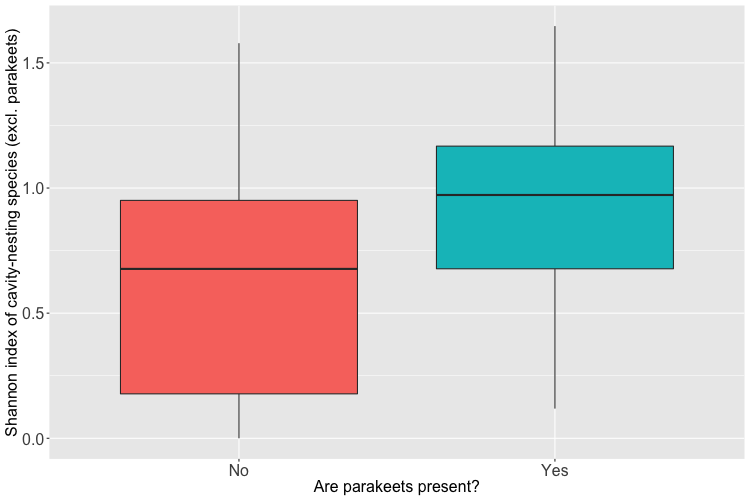 Shannon index of cavity-nesting species (excl. parakeets)
1.5
1.0
0.5
0.0
No
Yes
Are parakeets present?